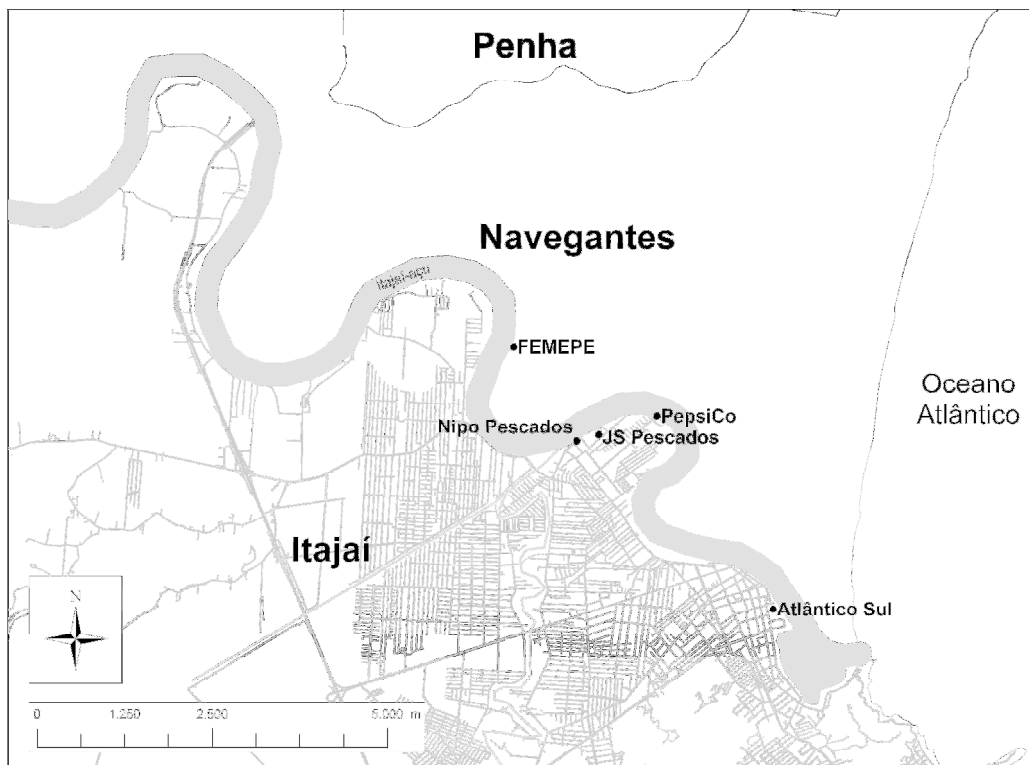 Penha
Navegantes
Itajaí-açu
FEMEPE
Oceano
Atlântico
PepsiCo
Nipo Pescados
JS Pescados
Itajaí
N
Atlântico Sul
0 1.250 2.500 5.000 m